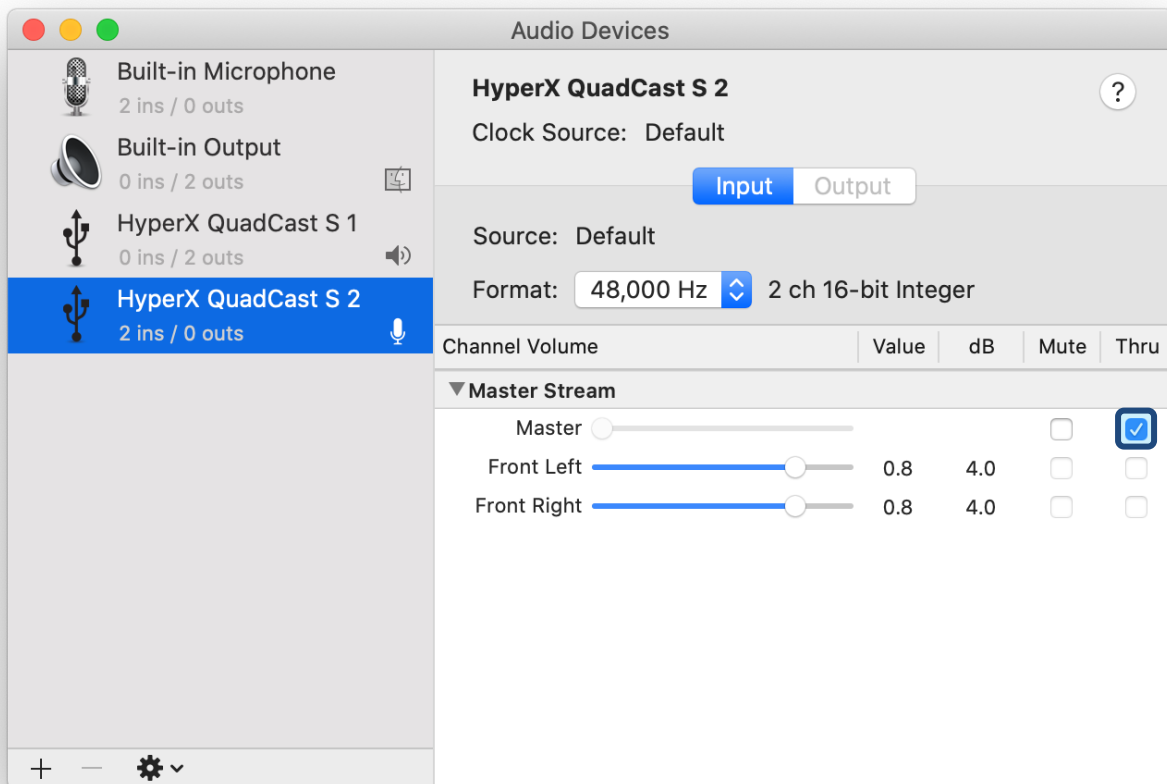 Audio Devices
Built-in Microphone
2 ins / 0 outs
Built-in Output
0 ins / 2 outs
HyperX QuadCast S 1
0 ins / 2 outs
HyperX QuadCast S 2
2 ins / 0 outs
HyperX QuadCast S 2
?
Clock Source: Default
Input Output
Source: Default
Format: 48,000 Hz 2 ch 16-bit Integer
Channel Volume Value dB Mute Thru
Master Stream
Master
Front Left 0.8 4.0
Front Right 0.8 4.0